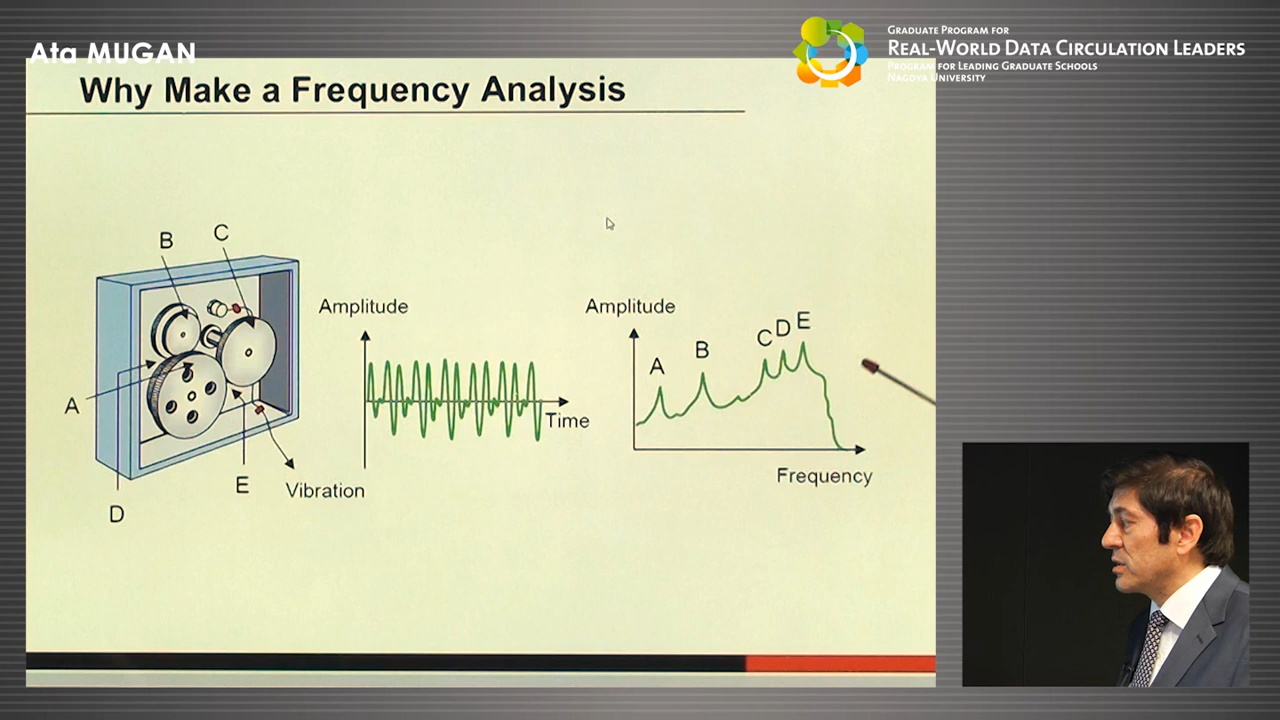 Ata MUGAN
GRADUATE PROGRAM FOR
REAL-WORLD DATA CIRCULATION LEADERS
PROGRAM FOR LEADING GRADUATE SCHOOLS
NAGOYA UNIVERSITY
Why Make a Frequency Analysis
B
C
A
D
E
Vibration
Amplitude
Time
Amplitude
A
B
C
D
E
Frequency